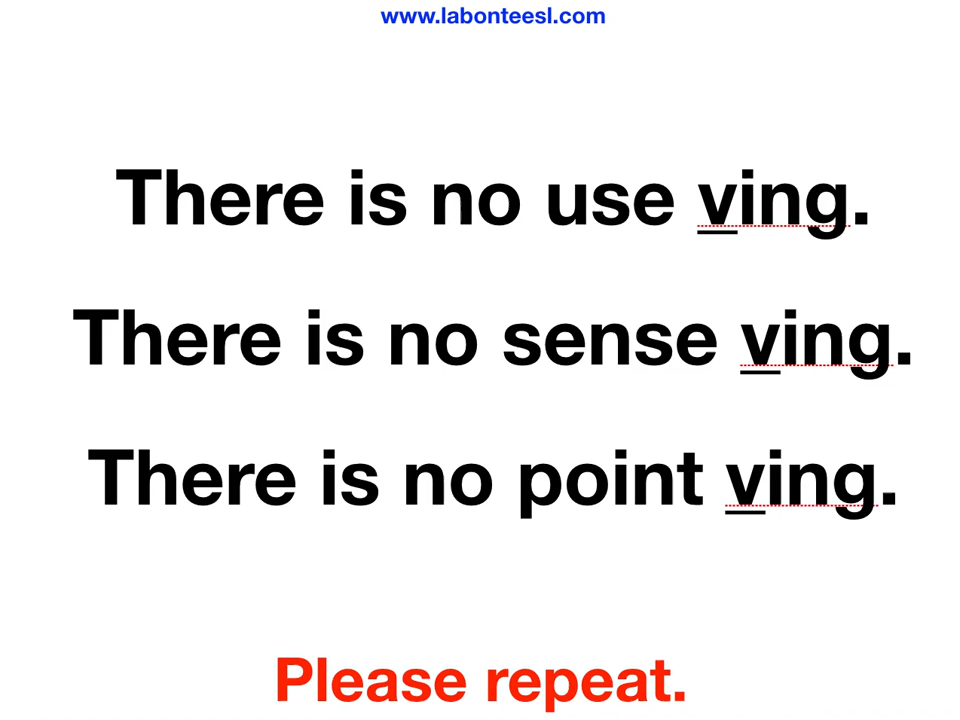 www.labonteesl.com
There is no use ving.
There is no sense ving.
There is no point ving.
Please repeat.